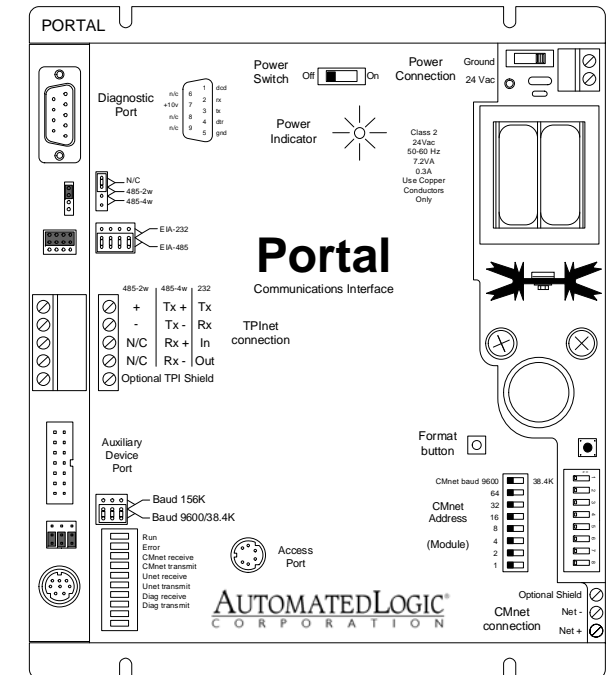 PORTAL
Diagnostic
Port
n/c 6 1 dcd
+10v 7 2 rx
n/c 8 3 tx
n/c 9 4 dtr
5 gnd
Power
Switch
Off
On
Power
Connection
Ground
24 Vac
Power
Indicator
Class 2
24Vac
50-60 Hz
7.2VA
0.3A
Use Copper
Conductors
Only
N/C
485-2w
485-4w
EIA-232
EIA-485
Portal
Communications Interface
485-2w 485-4w 232
+ Tx + Tx
- Tx - Rx
N/C Rx + In
N/C Rx - Out
Optional TPI Shield
TPInet
connection
Auxiliary
Device
Port
Baud 156K
Baud 9600/38.4K
Run
Error
CMnet receive
CMnet transmit
Unet receive
Unet transmit
Diag receive
Diag transmit
Access
Port
Format
button
CMnet baud 9600 38.4K
CMnet
Address
(Module)
64
32
16
8
4
2
1
Optional Shield
Net -
Net +
CMnet
connection
AUTOMATEDLOGIC®
CORPORATION